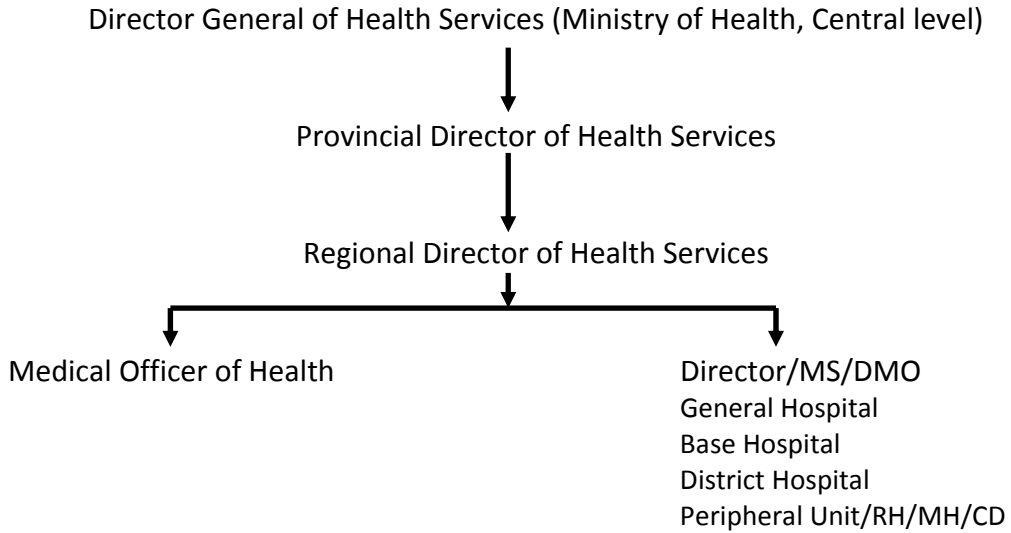 Director General of Health Services (Ministry of Health, Central level)
Provincial Director of Health Services
Regional Director of Health Services
Medical Officer of Health
Director/MS/DMO
General Hospital
Base Hospital
District Hospital
Peripheral Unit/RH/MH/CD